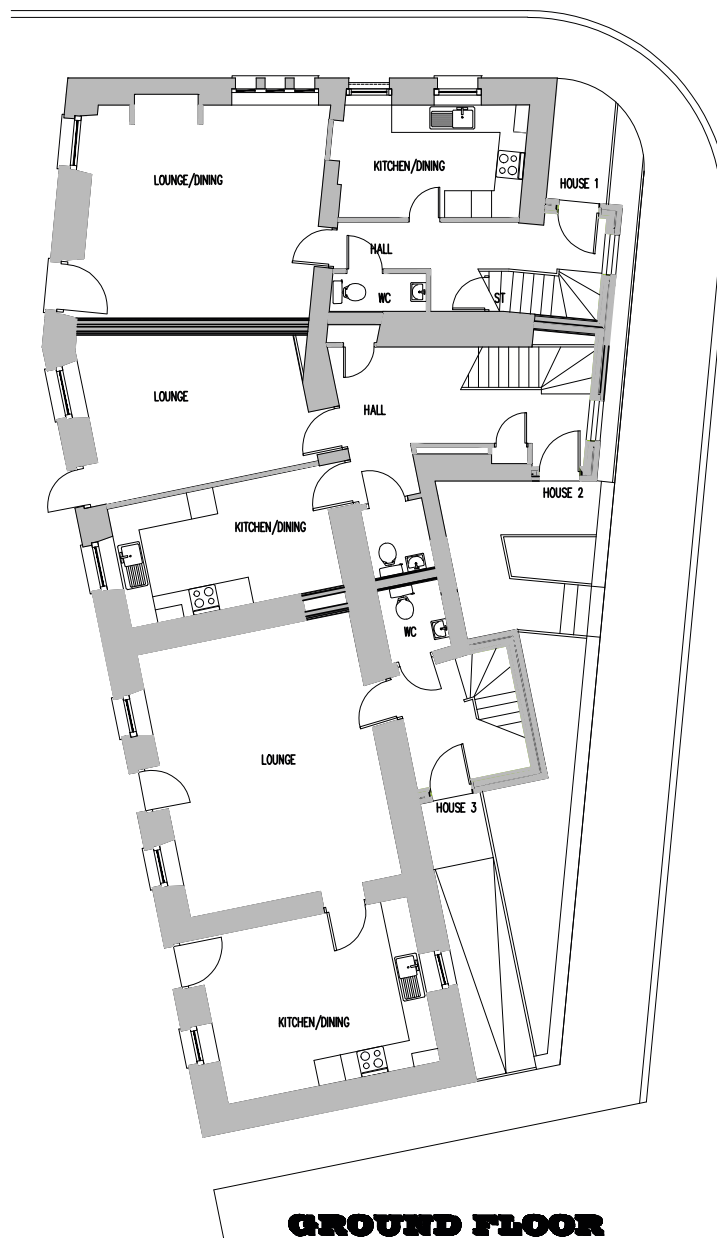 KITCHEN/DINING
LOUNGE/DINING
HOUSE 1
HALL
WC
ST
LOUNGE
HALL
HOUSE 2
KITCHEN/DINING
WC
LOUNGE
HOUSE 3
KITCHEN/DINING
GROUND FLOOR